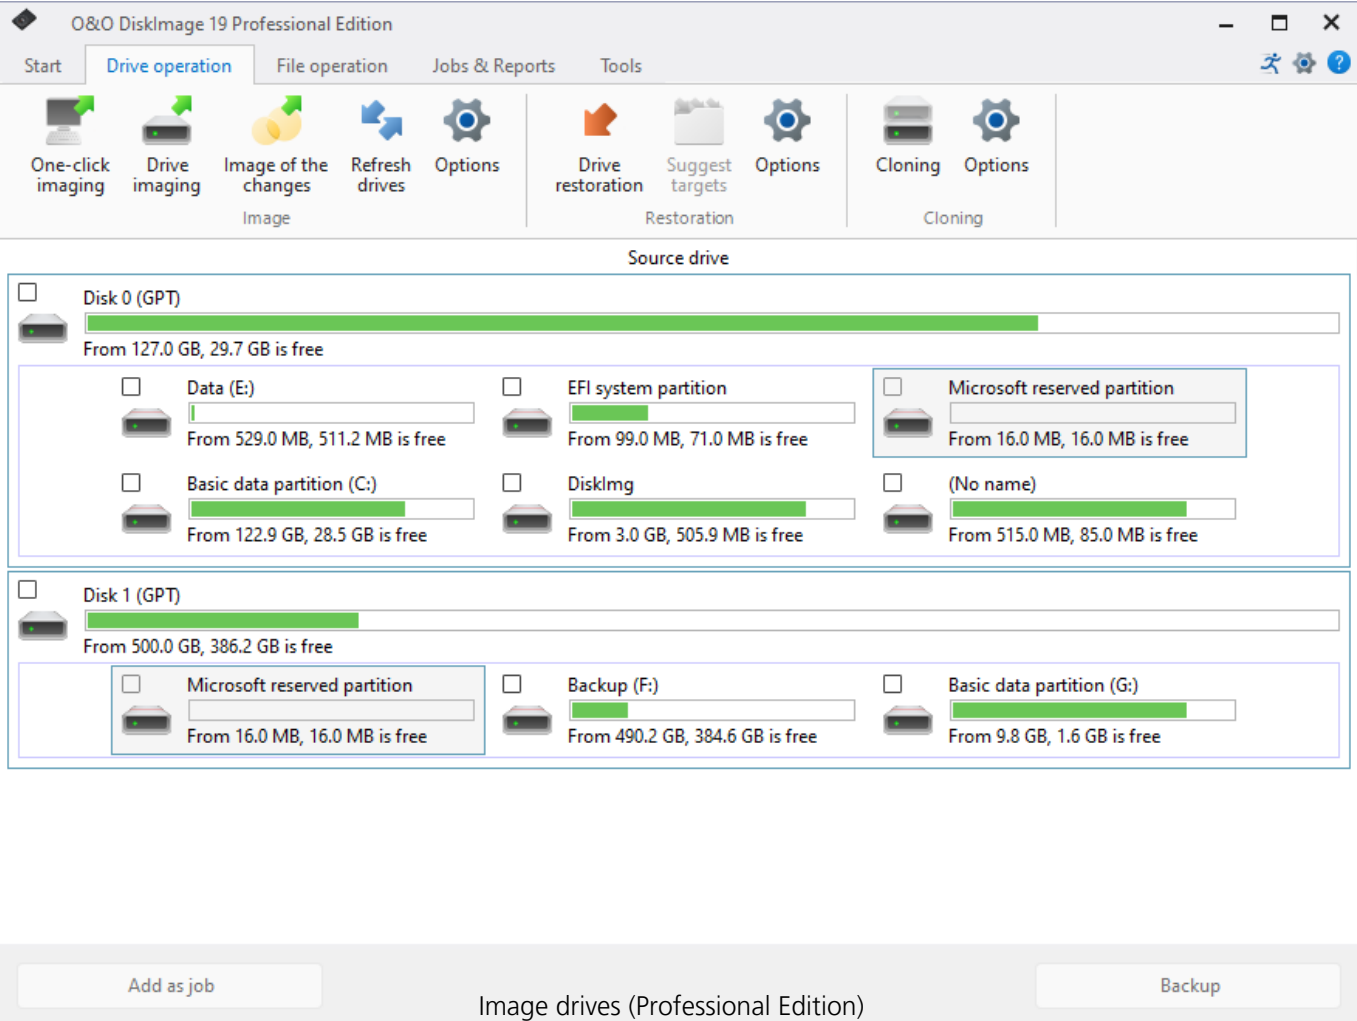 O&O DiskImage 19 Professional Edition
Start Drive operation File operation Jobs & Reports Tools
One-click imaging
Drive imaging
Image of the changes
Refresh drives
Options
Image
Drive restoration
Suggest targets
Options
Restoration
Cloning
Options
Cloning
Source drive
Disk 0 (GPT)
From 127.0 GB, 29.7 GB is free
Data (E:)
From 529.0 MB, 511.2 MB is free
EFI system partition
From 99.0 MB, 71.0 MB is free
Microsoft reserved partition
From 16.0 MB, 16.0 MB is free
Basic data partition (C:)
From 122.9 GB, 28.5 GB is free
DiskImg
From 3.0 GB, 505.9 MB is free
(No name)
From 515.0 MB, 85.0 MB is free
Disk 1 (GPT)
From 500.0 GB, 386.2 GB is free
Microsoft reserved partition
From 16.0 MB, 16.0 MB is free
Backup (F:)
From 490.2 GB, 384.6 GB is free
Basic data partition (G:)
From 9.8 GB, 1.6 GB is free
Add as job
Backup
Image drives (Professional Edition)